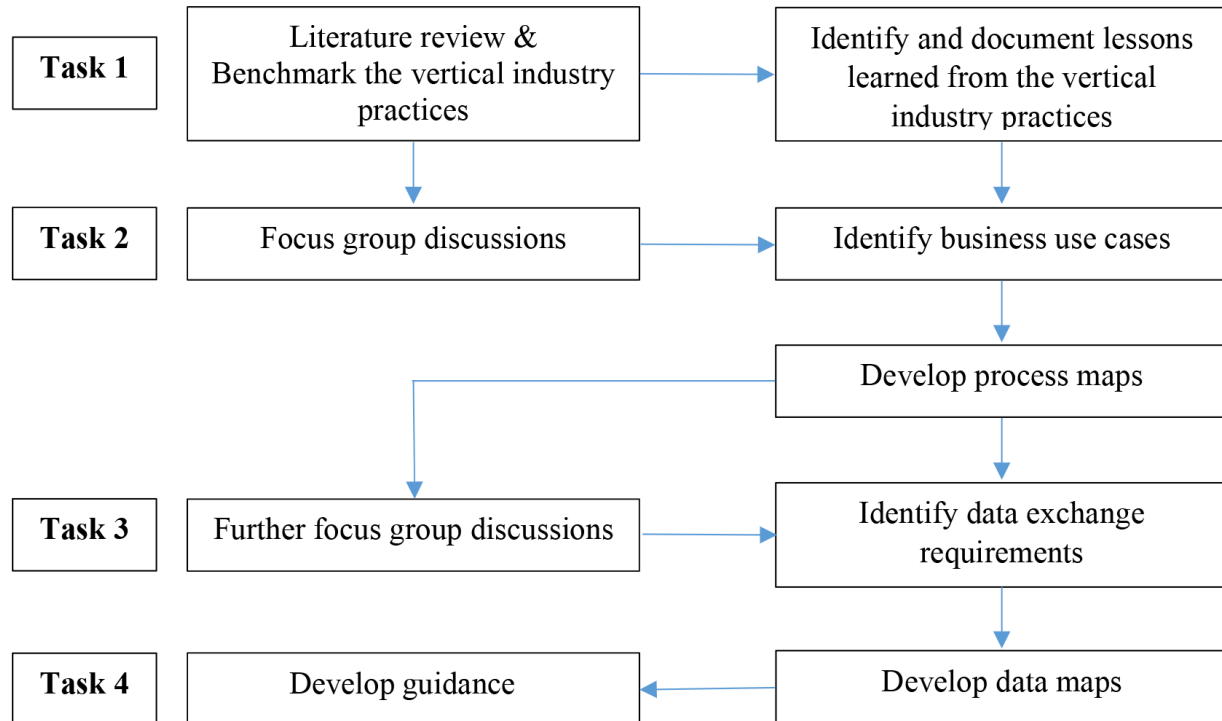 Task 1
Literature review &
Benchmark the vertical industry
practices
Identify and document lessons
learned from the vertical
industry practices
Task 2
Focus group discussions
Identify business use cases
Develop process maps
Task 3
Further focus group discussions
Identify data exchange
requirements
Task 4
Develop guidance
Develop data maps